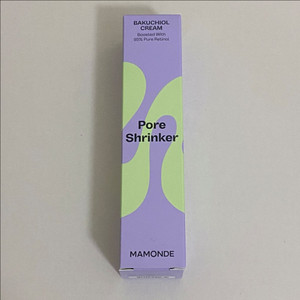 BAKUCHIOL
CREAM
Boosted With
95% Pure Retinol
Pore
Shrinker
MAMONDE